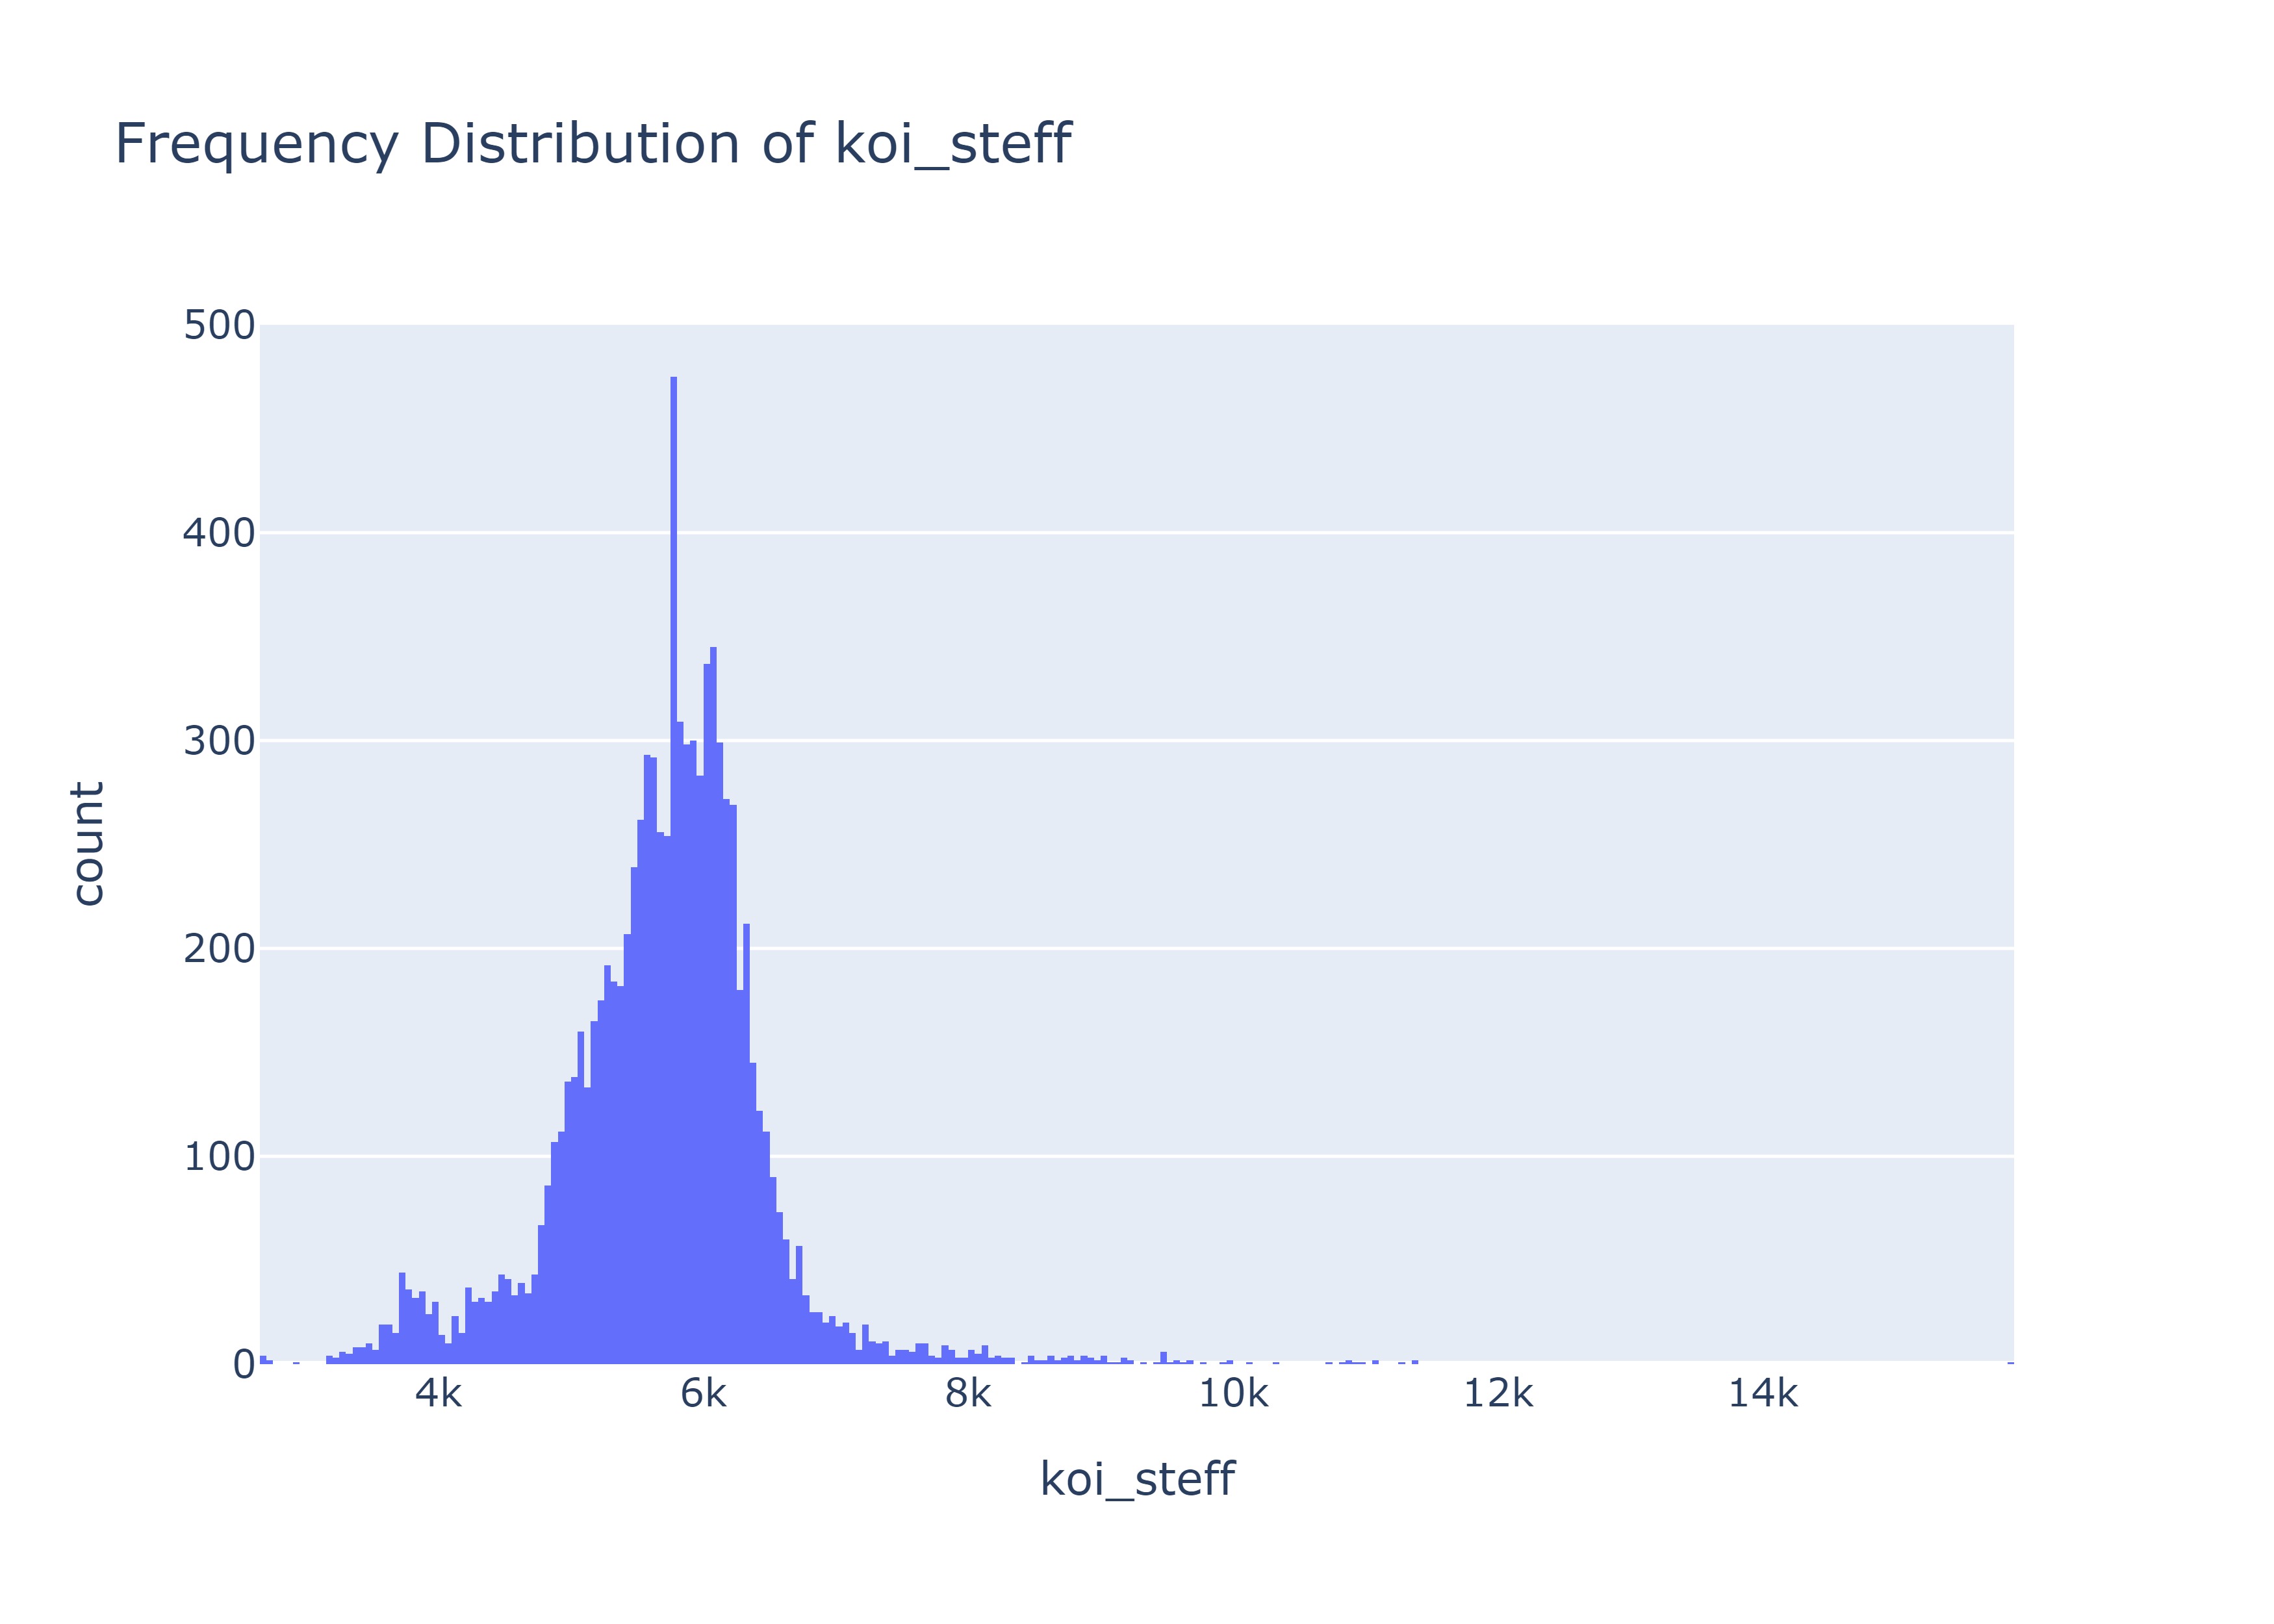 Frequency Distribution of koi_steff
500
400
300
200
100
0
count
4k 6k 8k 10k 12k 14k
koi_steff